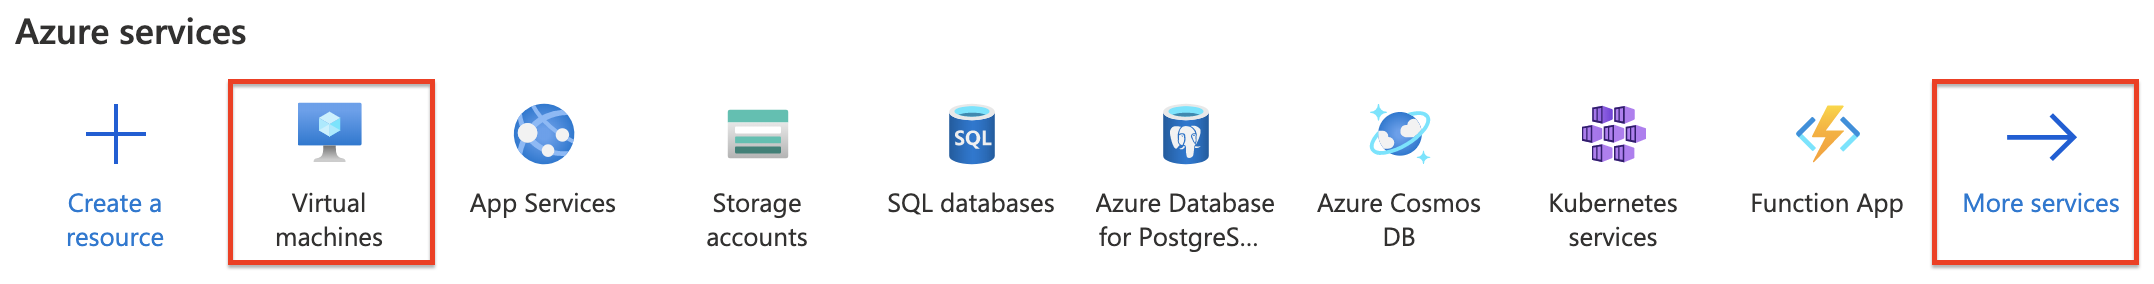 Azure services
Create a
resource
Virtual
machines
App Services
Storage
accounts
SQL
SQL databases
Azure Database
for PostgreS...
Azure Cosmos
DB
Kubernetes
services
Function App
More services